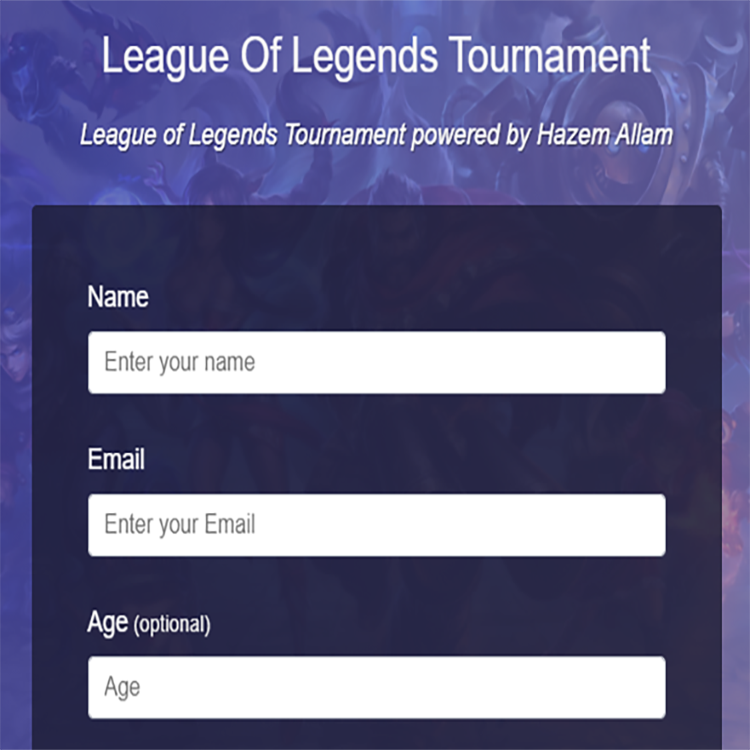 League Of Legends Tournament
League of Legends Tournament powered by Hazem Allam
Name
Enter your name
Email
Enter your Email
Age (optional)
Age